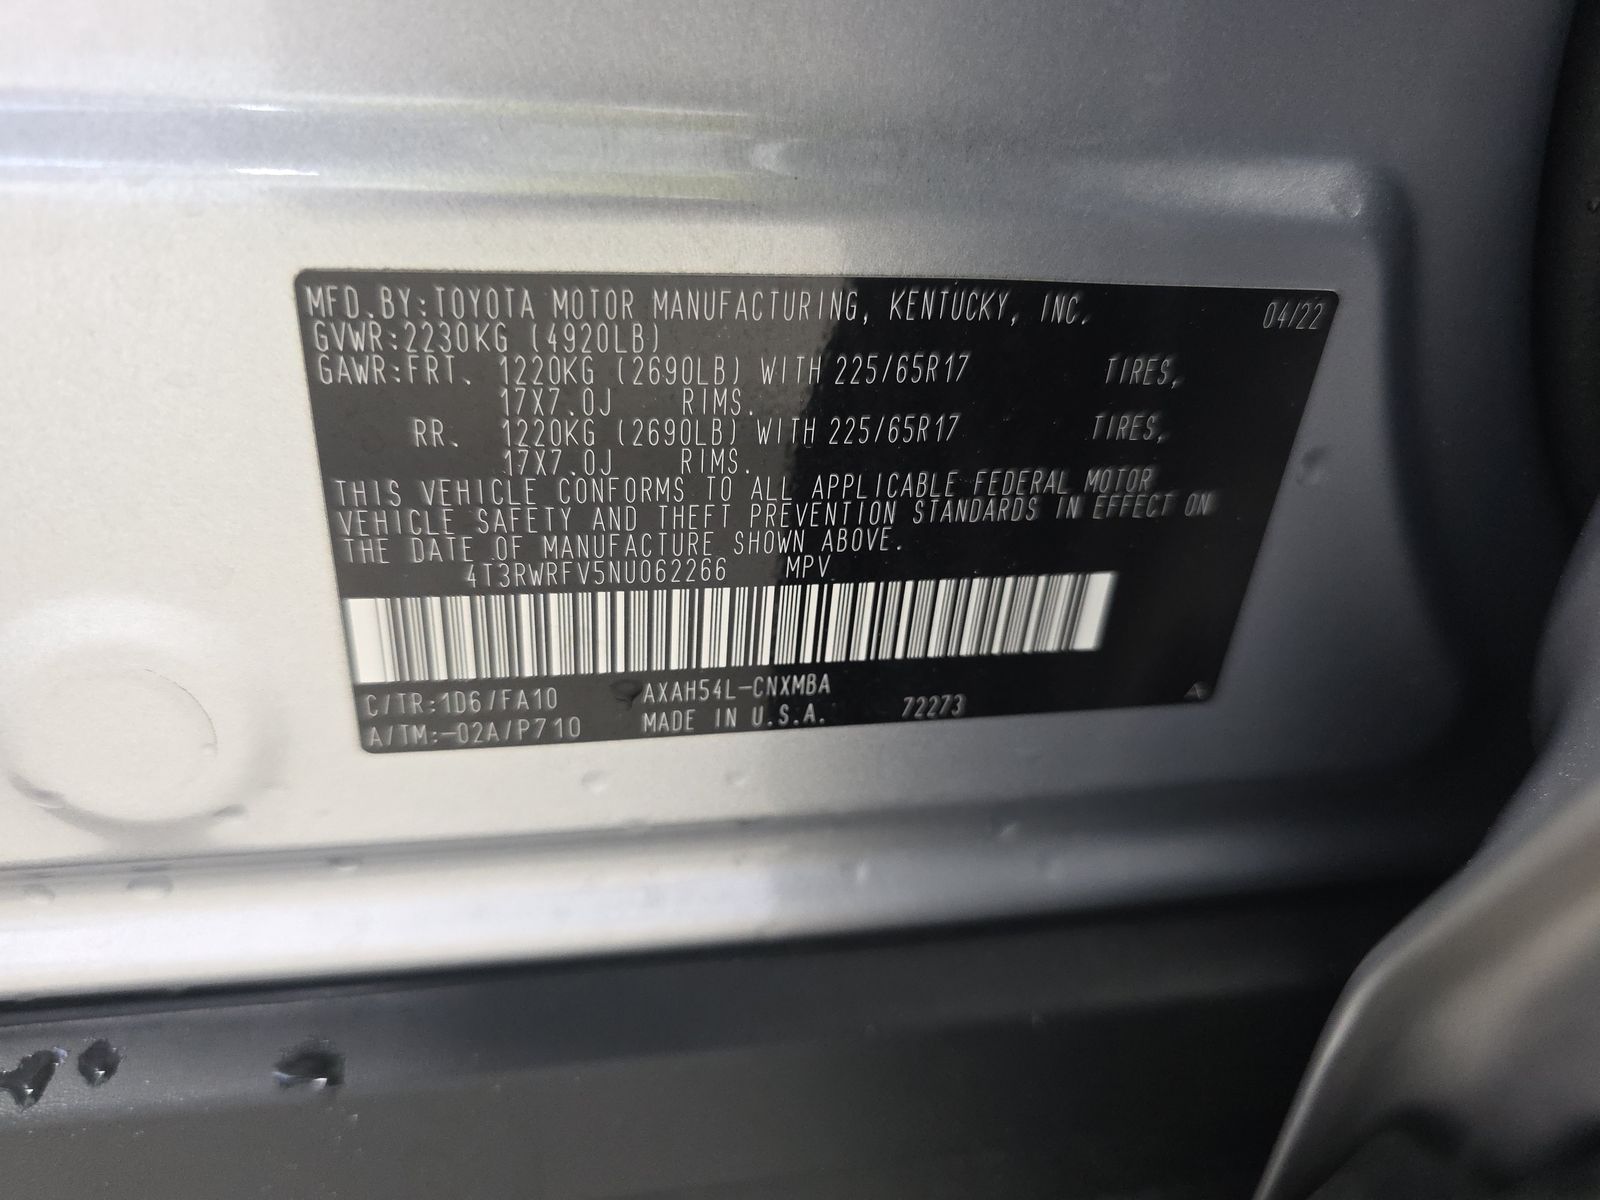 MFD.BY:TOYOTA MOTOR MANUFACTURING, KENTUCKY, INC. 04/22
GVWR:2230KG (4920LB)
GAWR:FRT. 1220KG (2690LB) WITH 225/65R17 TIRES,
17X7.0J RIMS.
RR. 1220KG (2690LB) WITH 225/65R17 TIRES,
17X7.0J RIMS.
THIS VEHICLE CONFORMS TO ALL APPLICABLE FEDERAL MOTOR
VEHICLE SAFETY AND THEFT PREVENTION STANDARDS IN EFFECT ON
THE DATE OF MANUFACTURE SHOWN ABOVE.
4T3RWRFV5NU062266 MPV
C/TR:1D6/FA10 AXAH54L-CNXMBA
A/TM:-02A/P710 MADE IN U.S.A. 72273